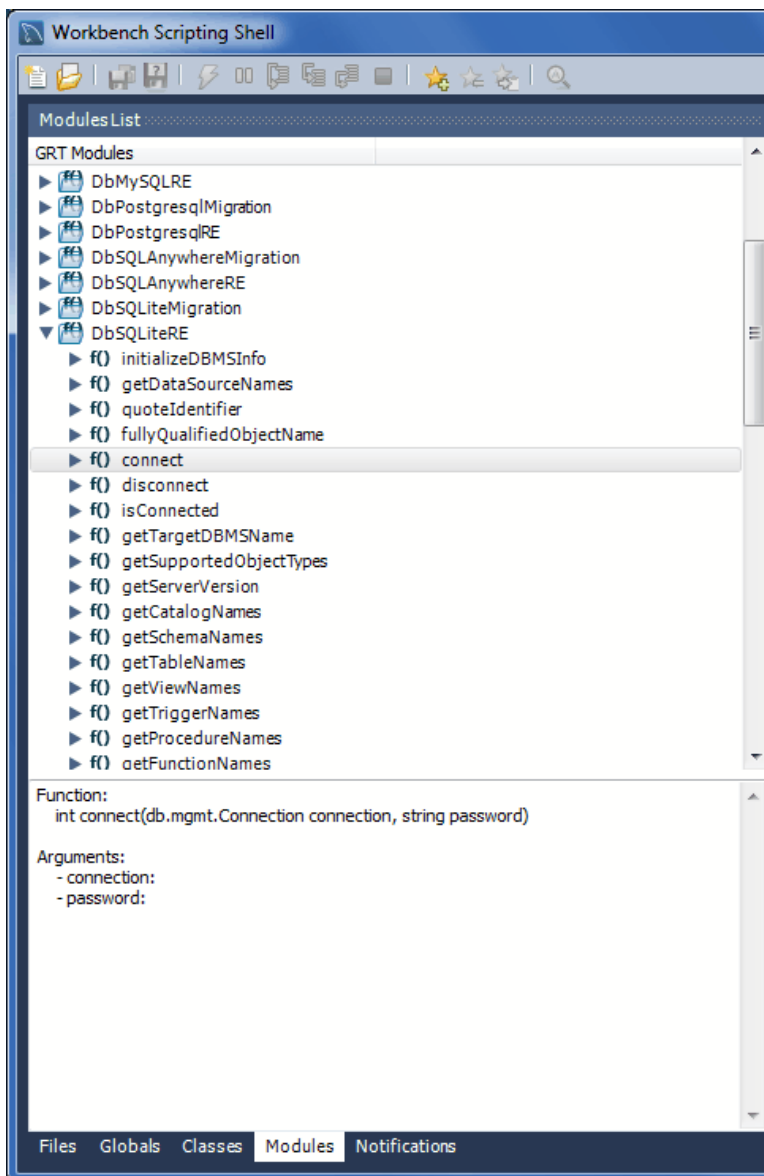 Workbench Scripting Shell
ModulesList
GRT Modules
DbMySQLRE
DbPostgresqlMigration
DbPostgresqlRE
DbSQLAnywhereMigration
DbSQLAnywhereRE
DbSQLiteMigration
DbSQLiteRE
f() initializeDBMSInfo
f() getDataSourceNames
f() quoteIdentifier
f() fullyQualifiedObjectName
f() connect
f() disconnect
f() isConnected
f() getTargetDBMSName
f() getSupportedObjectTypes
f() getServerVersion
f() getCatalogNames
f() getSchemaNames
f() getTableNames
f() getViewNames
f() getTriggerNames
f() getProcedureNames
f() getFunctionNames
Function:
int connect(db.mgmt.Connection connection, string password)
Arguments:
- connection:
- password:
Files Globals Classes Modules Notifications